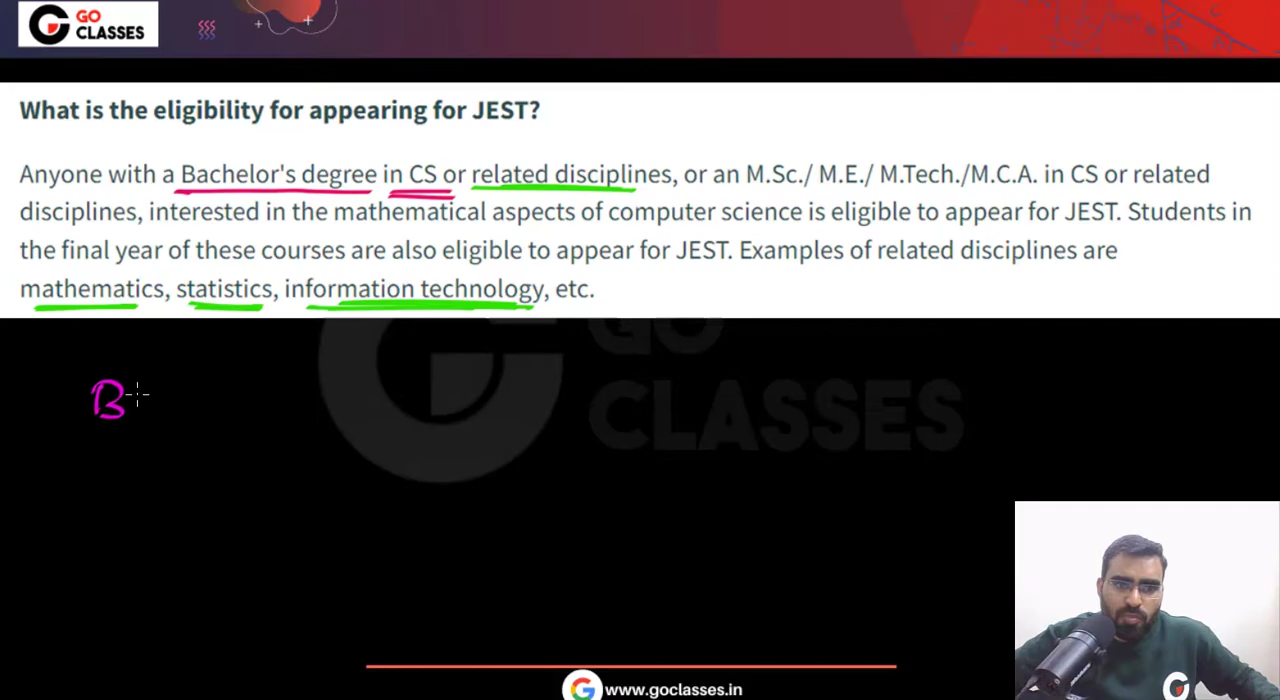 GO
CLASSES
What is the eligibility for appearing for JEST?
Anyone with a Bachelor's degree in CS or related disciplines, or an M.Sc./ M.E./ M.Tech./M.C.A. in CS or related
disciplines, interested in the mathematical aspects of computer science is eligible to appear for JEST. Students in
the final year of these courses are also eligible to appear for JEST. Examples of related disciplines are
mathematics, statistics, information technology, etc.
GO
CLASSES
B
www.goclasses.in